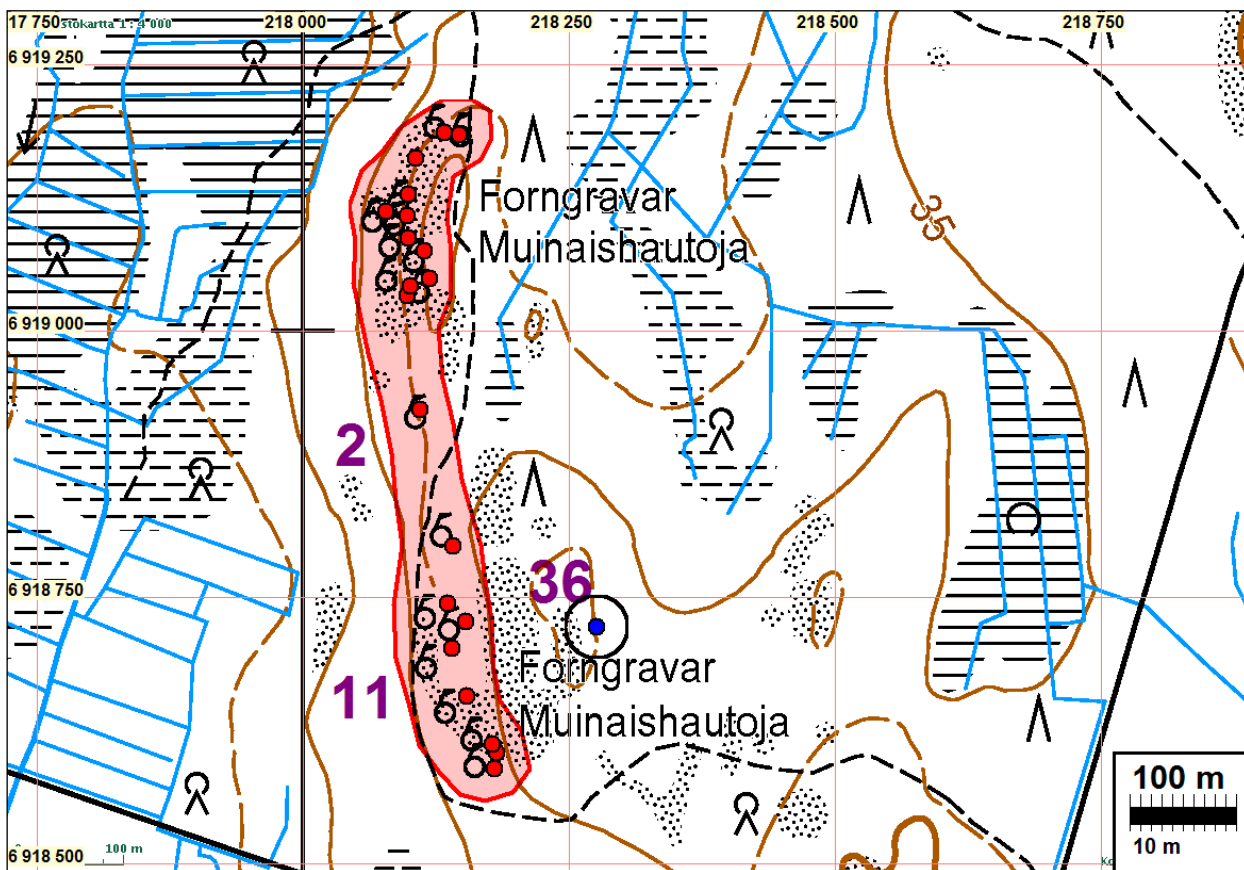 17 750
218 000
218 250
218 500
218 750
stokartta 1 : 4 000
6 919 250
Forngravar
Muinaishautoja
35
6 919 000
2
6 918 750
36
Forngravar
Muinaishautoja
11
100 m
10 m
6 918 500
100 m